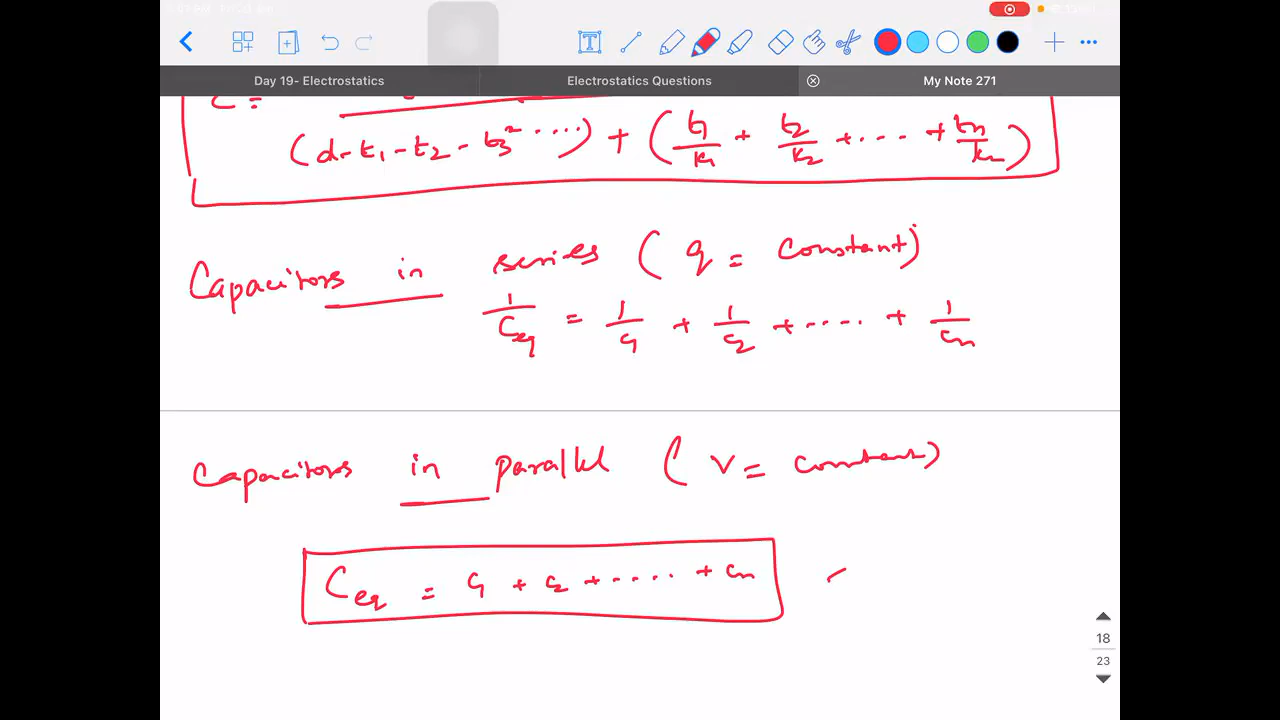 Day 19- Electrostatics
Electrostatics Questions
My Note 271
C =
(d - t1 - t2 - t3 ....) + (t1/k1 + t2/k2 + .... + tn/kn)
Capacitors in series ( q = constant)
1/Ceq = 1/C1 + 1/C2 + ..... + 1/Cn
Capacitors in parallel ( V = constant)
Ceq = C1 + C2 + ..... + Cn
18
23